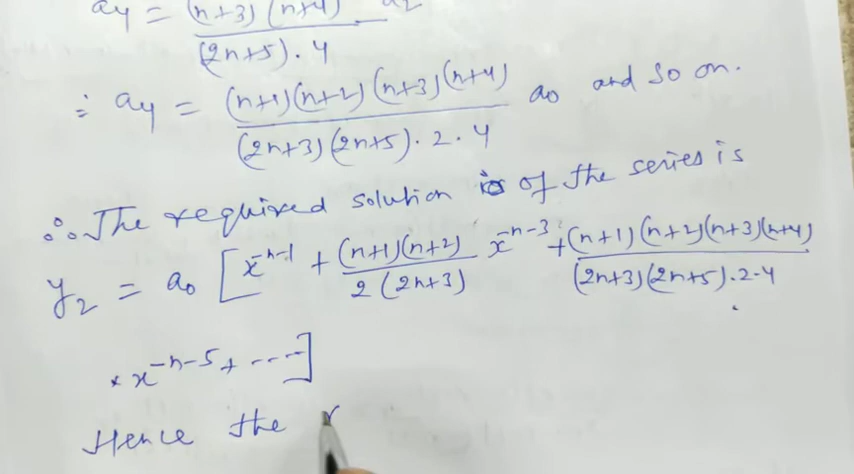 a₄ = (n+3)(n+4) / (2n+5).4 a₂
∴ a₄ = (n+1)(n+2)(n+3)(n+4) / (2n+3)(2n+5).2.4 a₀ and so on.
∴ The required solution of the series is
y₂ = a₀ [x⁻ⁿ⁻¹ + (n+1)(n+2) / 2(2n+3) x⁻ⁿ⁻³ + (n+1)(n+2)(n+3)(n+4) / (2n+3)(2n+5).2.4
× x⁻ⁿ⁻⁵ + ----]
Hence the